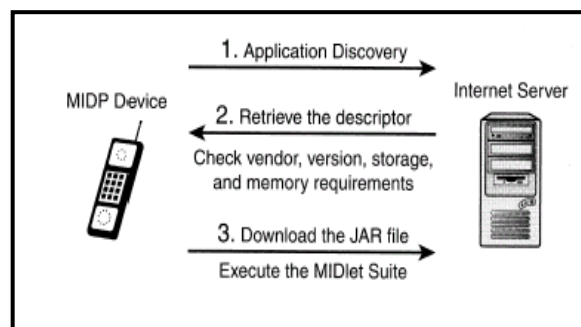 1. Application Discovery
MIDP Device
Internet Server
2. Retrieve the descriptor
Check vendor, version, storage,
and memory requirements
3. Download the JAR file
Execute the MIDlet Suite